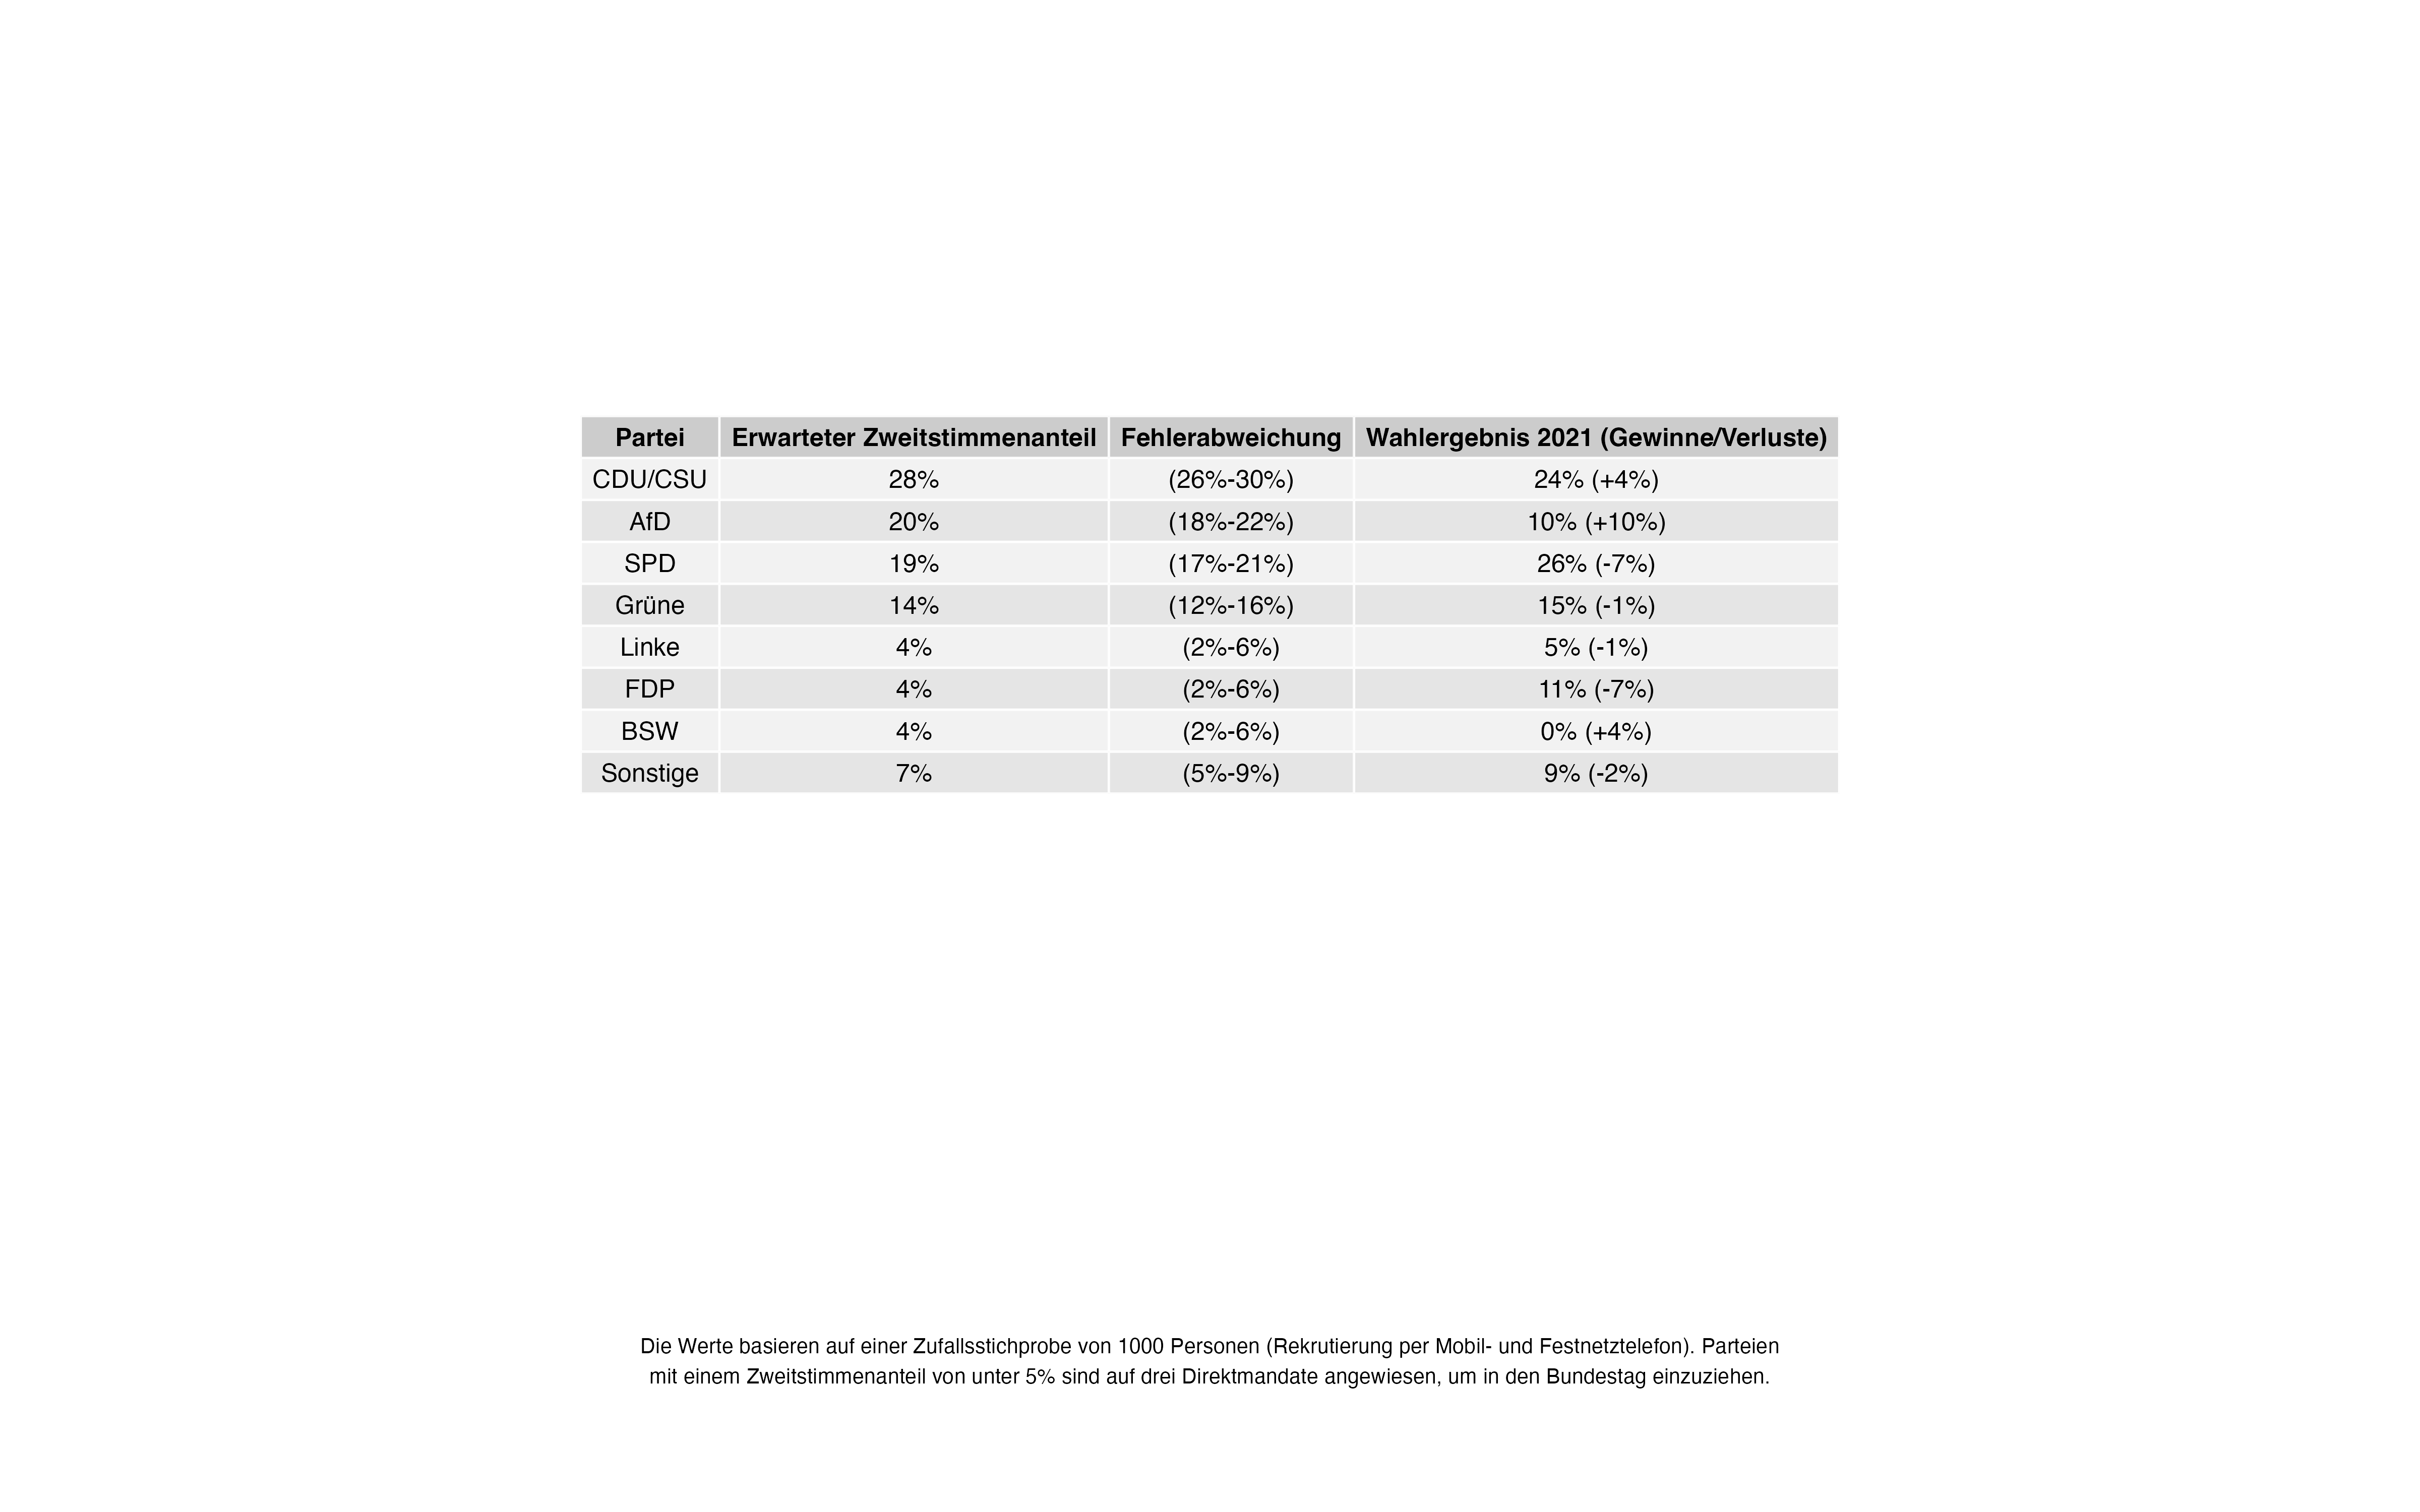 Partei Erwarteter Zweitstimmenanteil Fehlerabweichung Wahlergebnis 2021 (Gewinne/Verluste)
CDU/CSU 28% (26%-30%) 24% (+4%)
AfD 20% (18%-22%) 10% (+10%)
SPD 19% (17%-21%) 26% (-7%)
Grüne 14% (12%-16%) 15% (-1%)
Linke 4% (2%-6%) 5% (-1%)
FDP 4% (2%-6%) 11% (-7%)
BSW 4% (2%-6%) 0% (+4%)
Sonstige 7% (5%-9%) 9% (-2%)
Die Werte basieren auf einer Zufallsstichprobe von 1000 Personen (Rekrutierung per Mobil- und Festnetztelefon). Parteien
mit einem Zweitstimmenanteil von unter 5% sind auf drei Direktmandate angewiesen, um in den Bundestag einzuziehen.